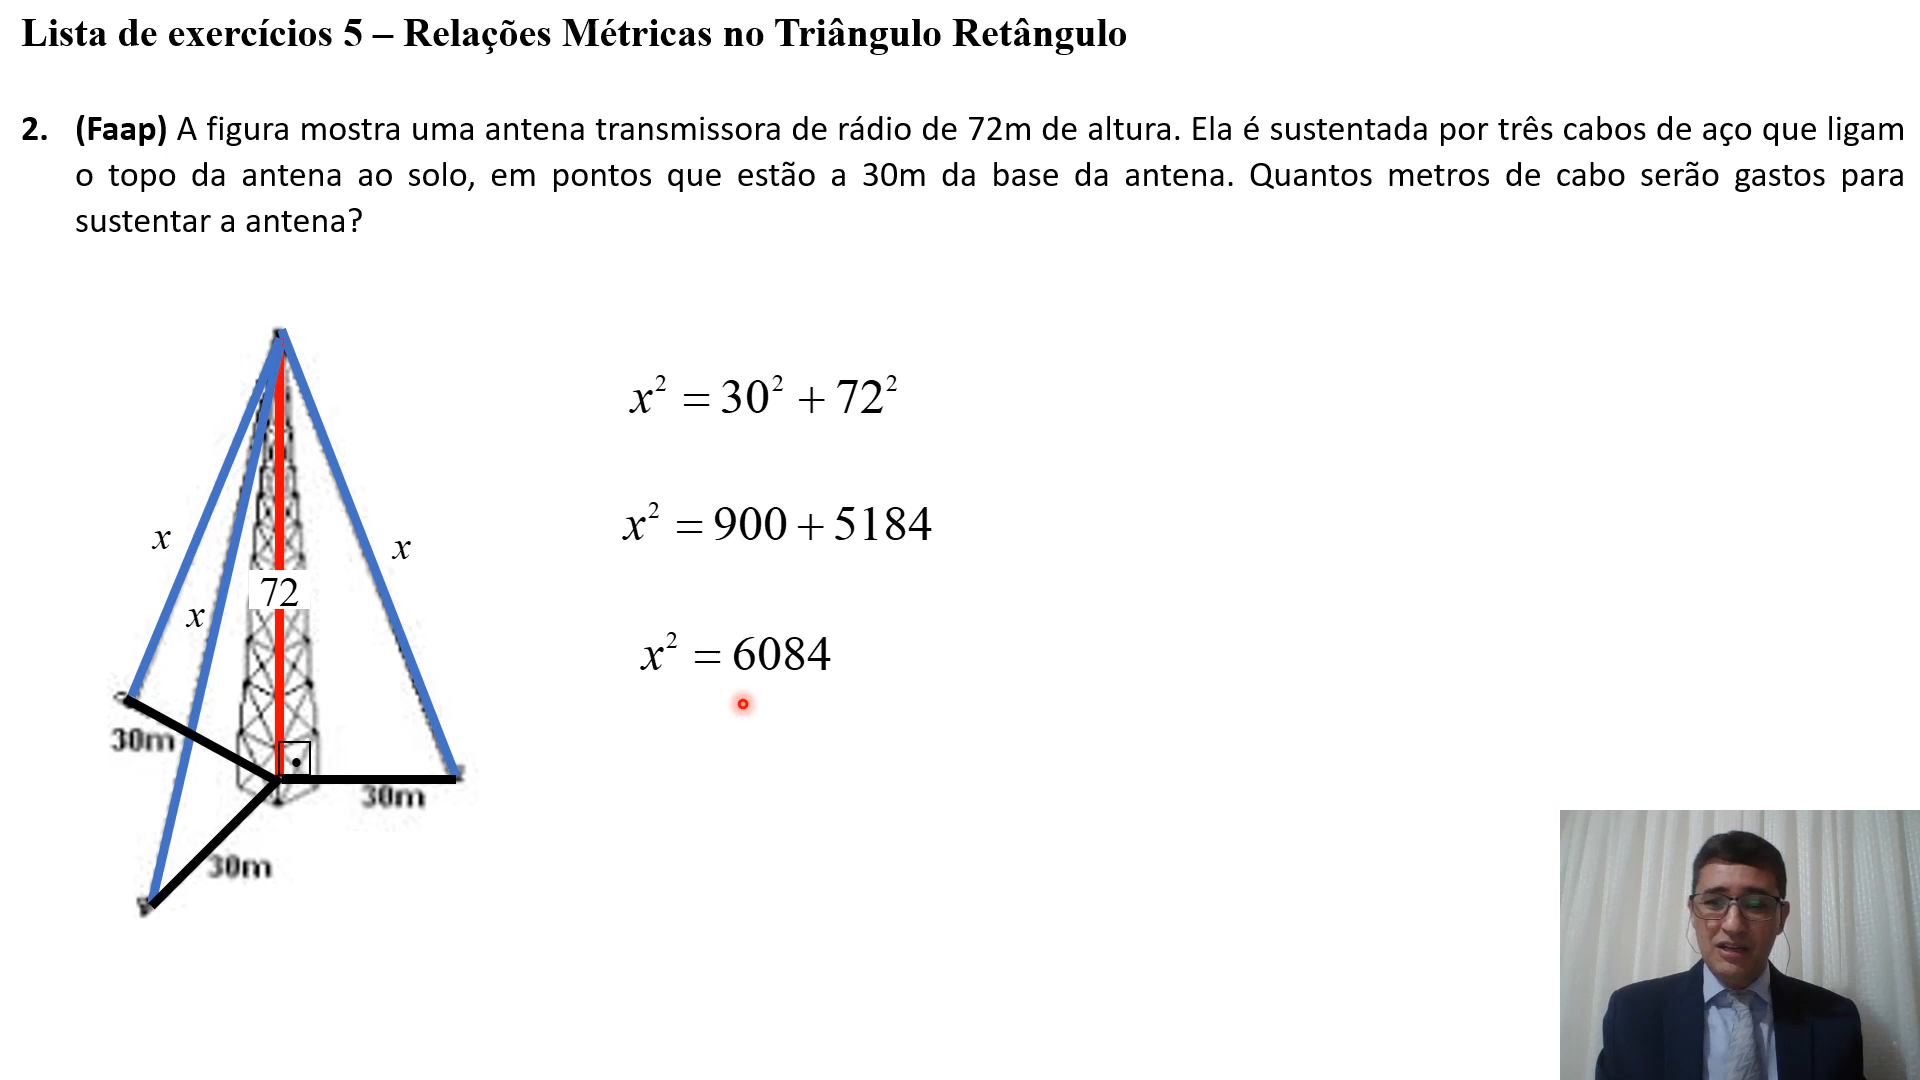 Lista de exercícios 5 – Relações Métricas no Triângulo Retângulo
2. (Faap) A figura mostra uma antena transmissora de rádio de 72m de altura. Ela é sustentada por três cabos de aço que ligam
o topo da antena ao solo, em pontos que estão a 30m da base da antena. Quantos metros de cabo serão gastos para
sustentar a antena?
x² = 30² + 72²
x² = 900 + 5184
x² = 6084
x
x
x
72
30m
30m
30m